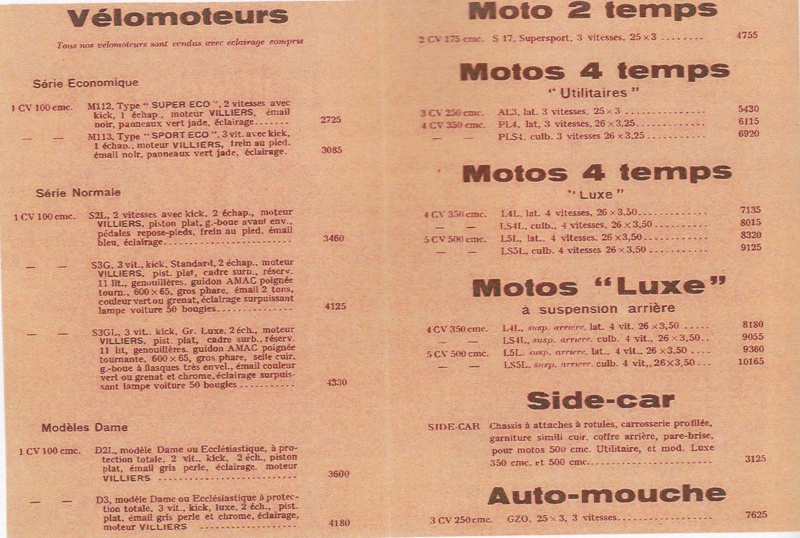 Vélomoteurs
Tous nos vélomoteurs sont vendus avec éclairage compris
Série Economique
1 CV 100 cmc. M112, Type " SUPER ECO ", 2 vitesses avec
kick, 1 échap., moteur VILLIERS, émail
noir, panneaux vert jade, éclairage....... 2725
— — M113, Type " SPORT ECO ", 3 vit. avec kick,
1 échap., moteur VILLIERS, frein au pied,
émail noir, panneaux vert jade, éclairage. 3085
Série Normale
1 CV 100 cmc. S2L, 2 vitesses avec kick, 2 échap., moteur
VILLIERS, piston plat, g.-boue avant env.,
pédales repose-pieds, frein au pied, émail
bleu, éclairage........................ 3460
— — S3G, 3 vit., kick, Standard, 2 échap., moteur
VILLIERS, pist. plat, cadre surb., réserv.
11 lit., genouillères, guidon AMAC poignée
tourn., 600 × 65, gros phare, émail 2 tons,
couleur vert ou grenat, éclairage surpuissant
lampe voiture 50 bougies................ 4125
— — S3GL, 3 vit., kick, Gr. Luxe, 2 éch., moteur
VILLIERS, pist. plat, cadre surb., réserv.
11 lit, genouillères, guidon AMAC poignée
tournante, 600 × 65, gros phare, selle cuir,
g.-boue à flasques très envel., émail couleur
vert ou grenat et chrome, éclairage surpuis-
sant lampe voiture 50 bougies ........... 4330
Modèles Dame
1 CV 100 cmc. D2L, modèle Dame ou Ecclésiastique, à pro-
tection totale, 2 vit., kick, 2 éch., piston
plat, émail gris perle, éclairage, moteur
VILLIERS ........................ 3600
— — D3, modèle Dame ou Ecclésiastique à protec-
tion totale, 3 vit., kick, luxe, 2 éch., pist.
plat, émail gris perle et chrome, éclairage,
moteur VILLIERS .................. 4180
Moto 2 temps
2 CV 175 cmc. S 17, Supersport, 3 vitesses, 25 × 3 ........ 4755
Motos 4 temps
" Utilitaires "
3 CV 250 cmc. AL3, lat. 3 vitesses, 25 × 3 .............. 5430
4 CV 350 cmc. PL4, lat, 3 vitesses, 26 × 3,25............ 6115
— — PLS4, culb. 3 vitesses 26 × 3,25............ 6920
Motos 4 temps
" Luxe "
4 CV 350 cmc. L4L, lat. 4 vitesses, 26 × 3,50............ 7135
— — LS4L, culb., 4 vitesses, 26 × 3,50.......... 8015
5 CV 500 cmc. L5L, lat., 4 vitesses, 26 × 3,50........... 8320
— — LS5L, culb. 4 vitesses, 26 × 3,50........... 9125
Motos "Luxe"
à suspension arrière
4 CV 350 cmc. L4L, susp. arriere, lat. 4 vit. 26 × 3,50 ..... 8180
— — LS4L, susp. arriere, culb. 4 vit., 26 × 3,50.. 9055
5 CV 500 cmc. L5L, susp. arriere, lat., 4 vit., 26 × 3,50 .... 9360
— — LS5L, susp. arriere, culb. 4 vit., 26 × 3,50... 10165
Side-car
SIDE-CAR Chassis à attaches à rotules, carrosserie profilée,
garniture simili cuir, coffre arrière, pare-brise,
pour motos 500 cmc. Utilitaire, et mod. Luxe
350 cmc. et 500 cmc...................... 3125
Auto-mouche
3 CV 250 cmc. GZO, 25 × 3, 3 vitesses................. 7625